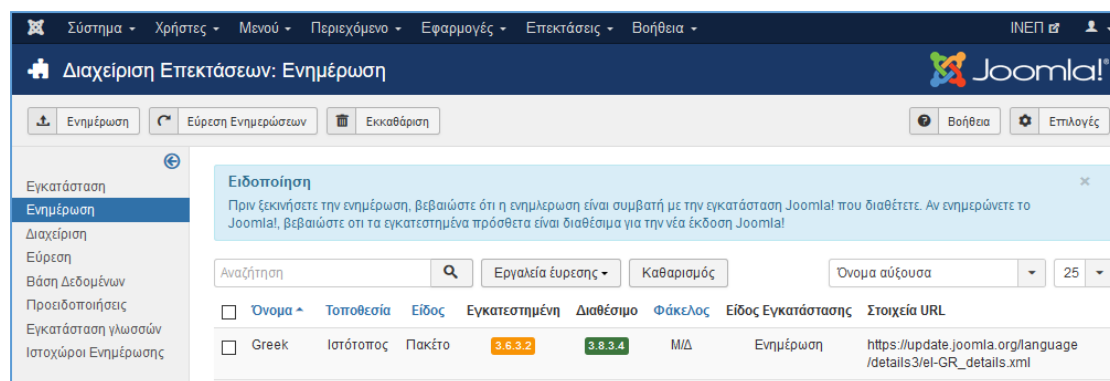 Σύστημα Χρήστες Μενού Περιεχόμενο Εφαρμογές Επεκτάσεις Βοήθεια ΙΝΕΠ
Διαχείριση Επεκτάσεων: Ενημέρωση Joomla!
Ενημέρωση Εύρεση Ενημερώσεων Εκκαθάριση Βοήθεια Επιλογές
Εγκατάσταση
Ενημέρωση
Διαχείριση
Εύρεση
Βάση Δεδομένων
Προειδοποιήσεις
Εγκατάσταση γλωσσών
Ιστοχώροι Ενημέρωσης
Ειδοποίηση
Πριν ξεκινήσετε την ενημέρωση, βεβαιώστε ότι η ενημλερωση είναι συμβατή με την εγκατάσταση Joomla! που διαθέτετε. Αν ενημερώνετε το
Joomla!, βεβαιώστε οτι τα εγκατεστημένα πρόσθετα είναι διαθέσιμα για την νέα έκδοση Joomla!
Αναζήτηση Εργαλεία έυρεσης Καθαρισμός Όνομα αύξουσα 25
Όνομα Τοποθεσία Είδος Εγκατεστημένη Διαθέσιμο Φάκελος Είδος Εγκατάστασης Στοιχεία URL
Greek Ιστότοπος Πακέτο 3.6.3.2 3.8.3.4 Μ/Δ Ενημέρωση https://update.joomla.org/language
/details3/el-GR_details.xml